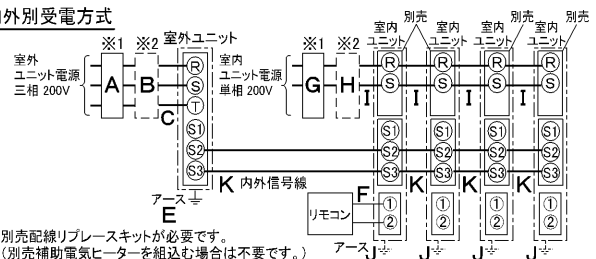 外別受電方式
※1
※2
室外ユニット
室外
ユニット電源
三相 200V
A
B
C
R
S
T
S1
S2
S3
アース
E
※1
※2
室内
ユニット電源
単相 200V
G
H
室内
ユニット
別売
室内
ユニット
室内
ユニット
別売
室内
ユニット
別売
R
R
R
R
S
S
S
S
I
I
I
I
S1
S1
S1
S1
S2
S2
S2
S2
S3
S3
S3
S3
K 内外信号線
K
K
K
F
リモコン
①
①
①
①
②
②
②
②
アース
J
J
J
J
別売配線リプレースキットが必要です。
(別売補助電気ヒーターを組込む場合は不要です。)